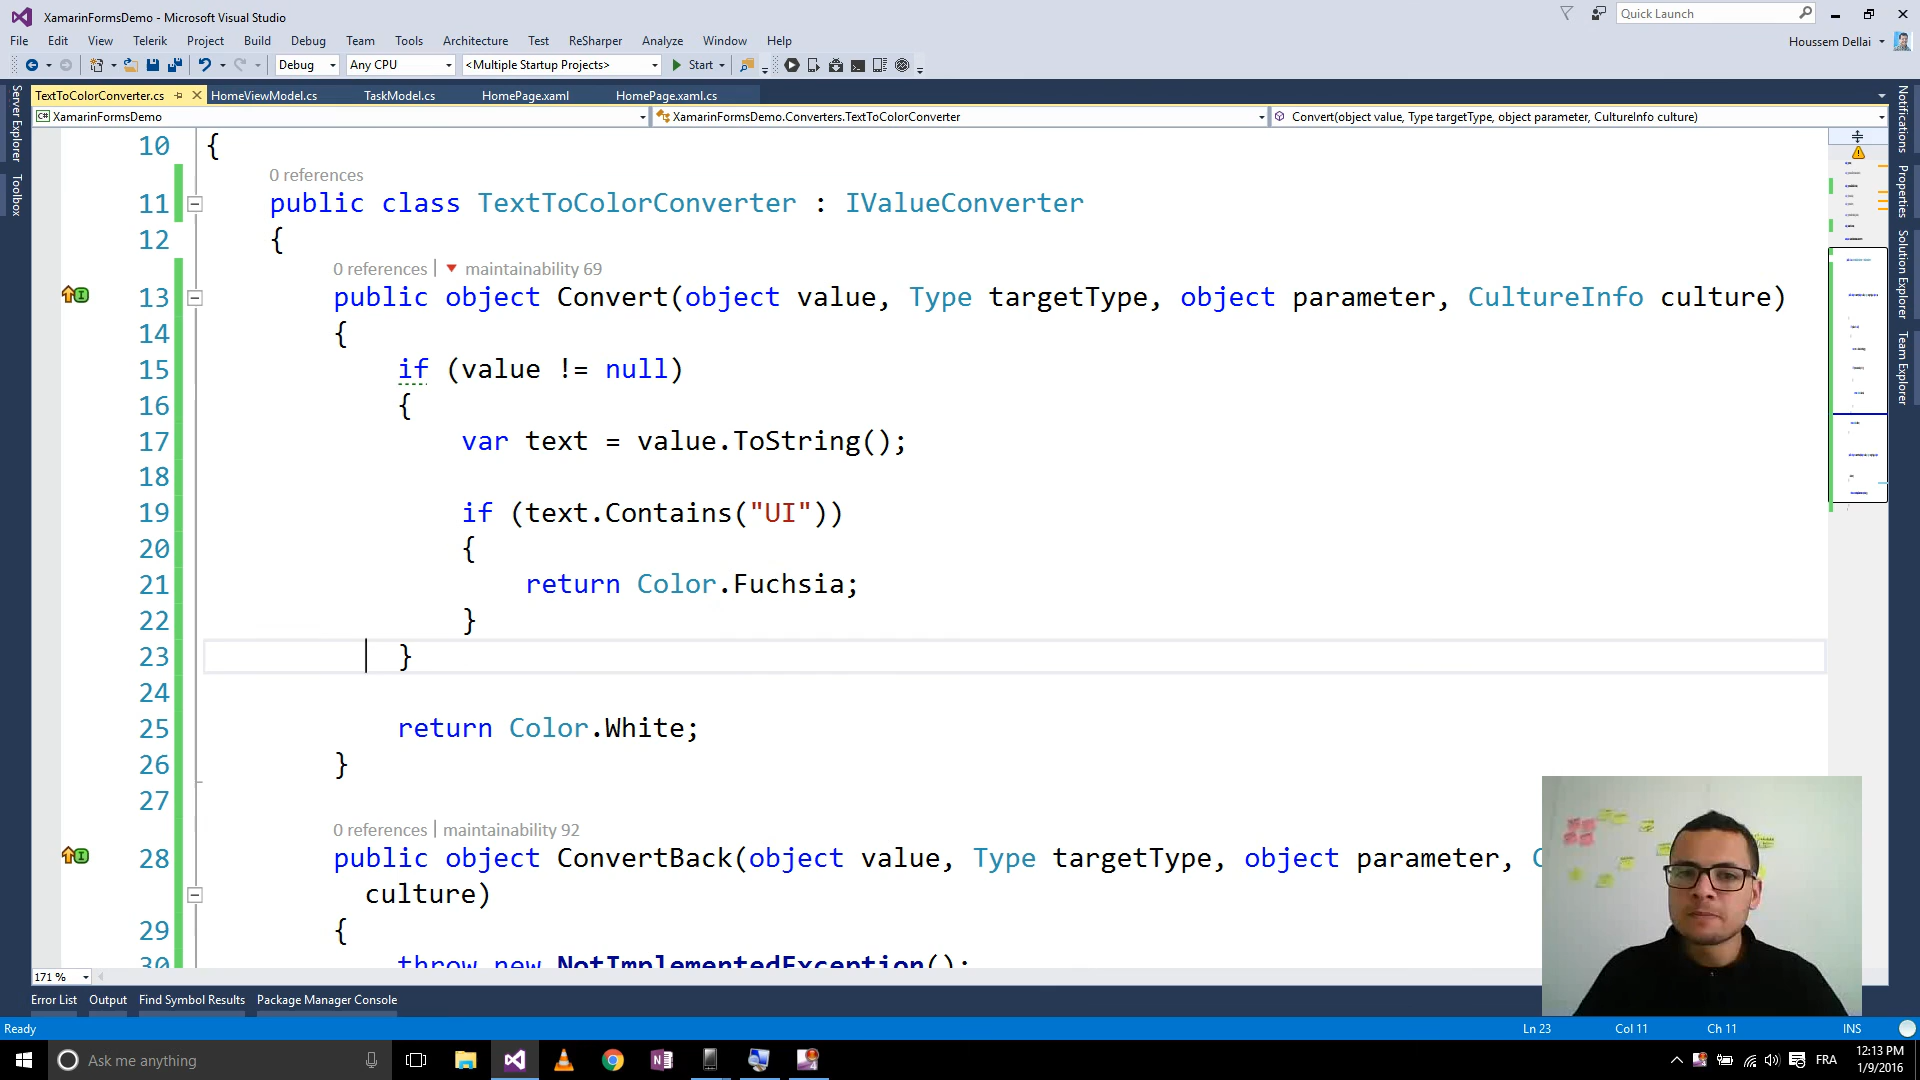 XamarinFormsDemo - Microsoft Visual Studio
Quick Launch
File Edit View Telerik Project Build Debug Team Tools Architecture Test ReSharper Analyze Window Help
Houssem Dellai
Debug Any CPU <Multiple Startup Projects> Start
TextToColorConverter.cs HomeViewModel.cs TaskModel.cs HomePage.xaml HomePage.xaml.cs
XamarinFormsDemo XamarinFormsDemo.Converters.TextToColorConverter Convert(object value, Type targetType, object parameter, CultureInfo culture)
Server Explorer
Toolbox
Notifications
Properties
Solution Explorer
Team Explorer
10 {
0 references
11 public class TextToColorConverter : IValueConverter
12 {
0 references | maintainability 69
13 public object Convert(object value, Type targetType, object parameter, CultureInfo culture)
14 {
15 if (value != null)
16 {
17 var text = value.ToString();
18
19 if (text.Contains("UI"))
20 {
21 return Color.Fuchsia;
22 }
23 }
24
25 return Color.White;
26 }
27
0 references | maintainability 92
28 public object ConvertBack(object value, Type targetType, object parameter, C
culture)
29 {
30 throw new NotImplementedException();
171 %
Error List Output Find Symbol Results Package Manager Console
Ready Ln 23 Col 11 Ch 11 INS
Ask me anything
FRA
12:13 PM
1/9/2016